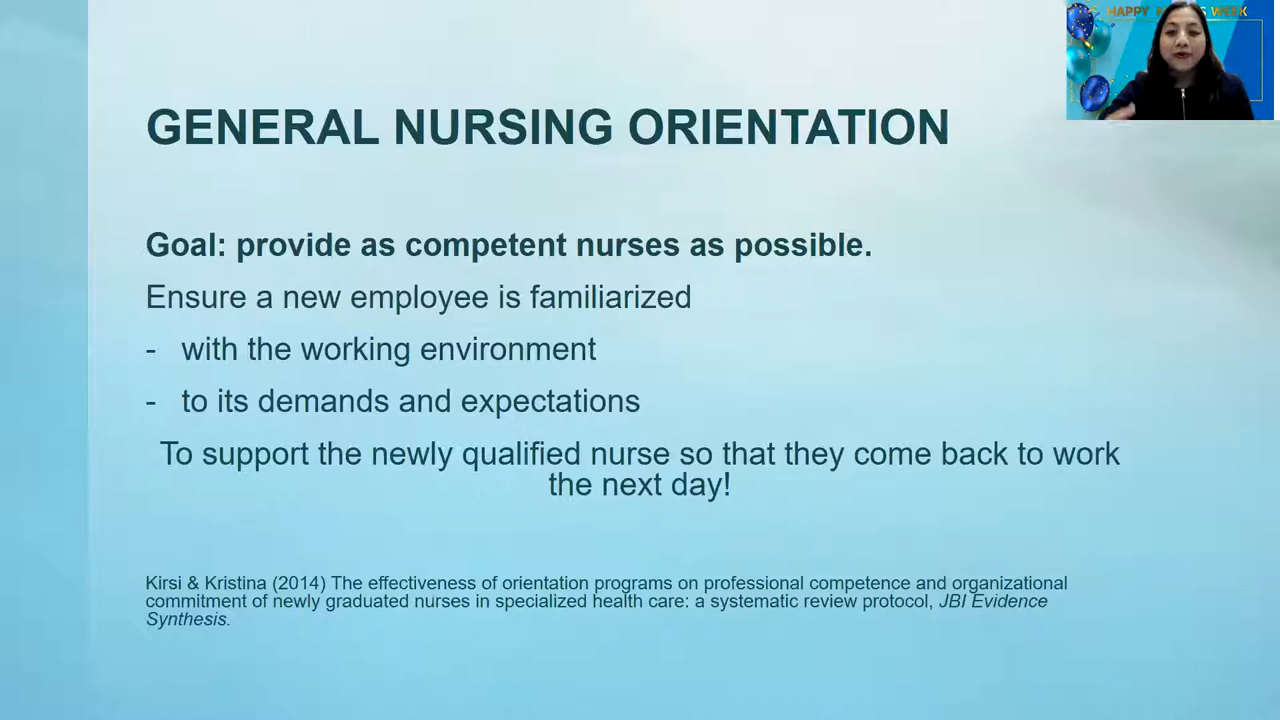 HAPPY WEEK
GENERAL NURSING ORIENTATION
Goal: provide as competent nurses as possible.
Ensure a new employee is familiarized
- with the working environment
- to its demands and expectations
To support the newly qualified nurse so that they come back to work
the next day!
Kirsi & Kristina (2014) The effectiveness of orientation programs on professional competence and organizational
commitment of newly graduated nurses in specialized health care: a systematic review protocol, JBI Evidence
Synthesis.